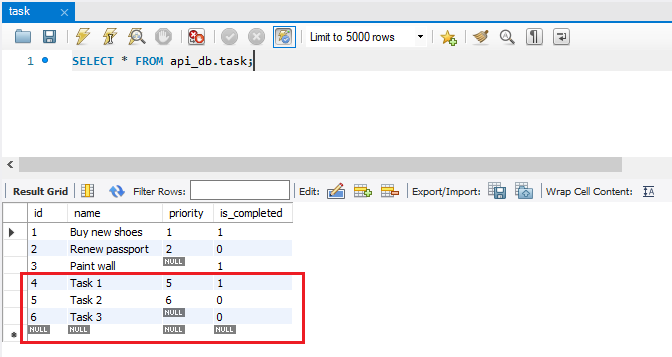 task
Limit to 5000 rows
1 SELECT * FROM api_db.task;
Result Grid Filter Rows: Edit: Export/Import: Wrap Cell Content: IA
id name priority is_completed
1 Buy new shoes 1 1
2 Renew passport 2 0
3 Paint wall NULL 1
4 Task 1 5 1
5 Task 2 6 0
6 Task 3 NULL 0
NULL NULL NULL NULL